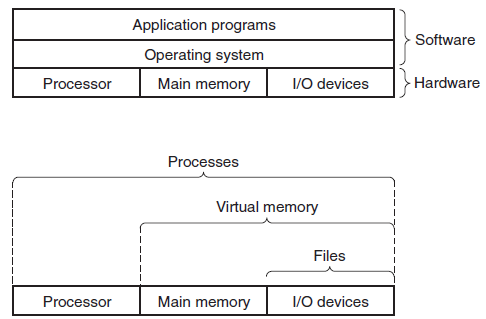 Application programs
Software
Operating system
Processor Main memory I/O devices Hardware
Processes
Virtual memory
Files
Processor Main memory I/O devices